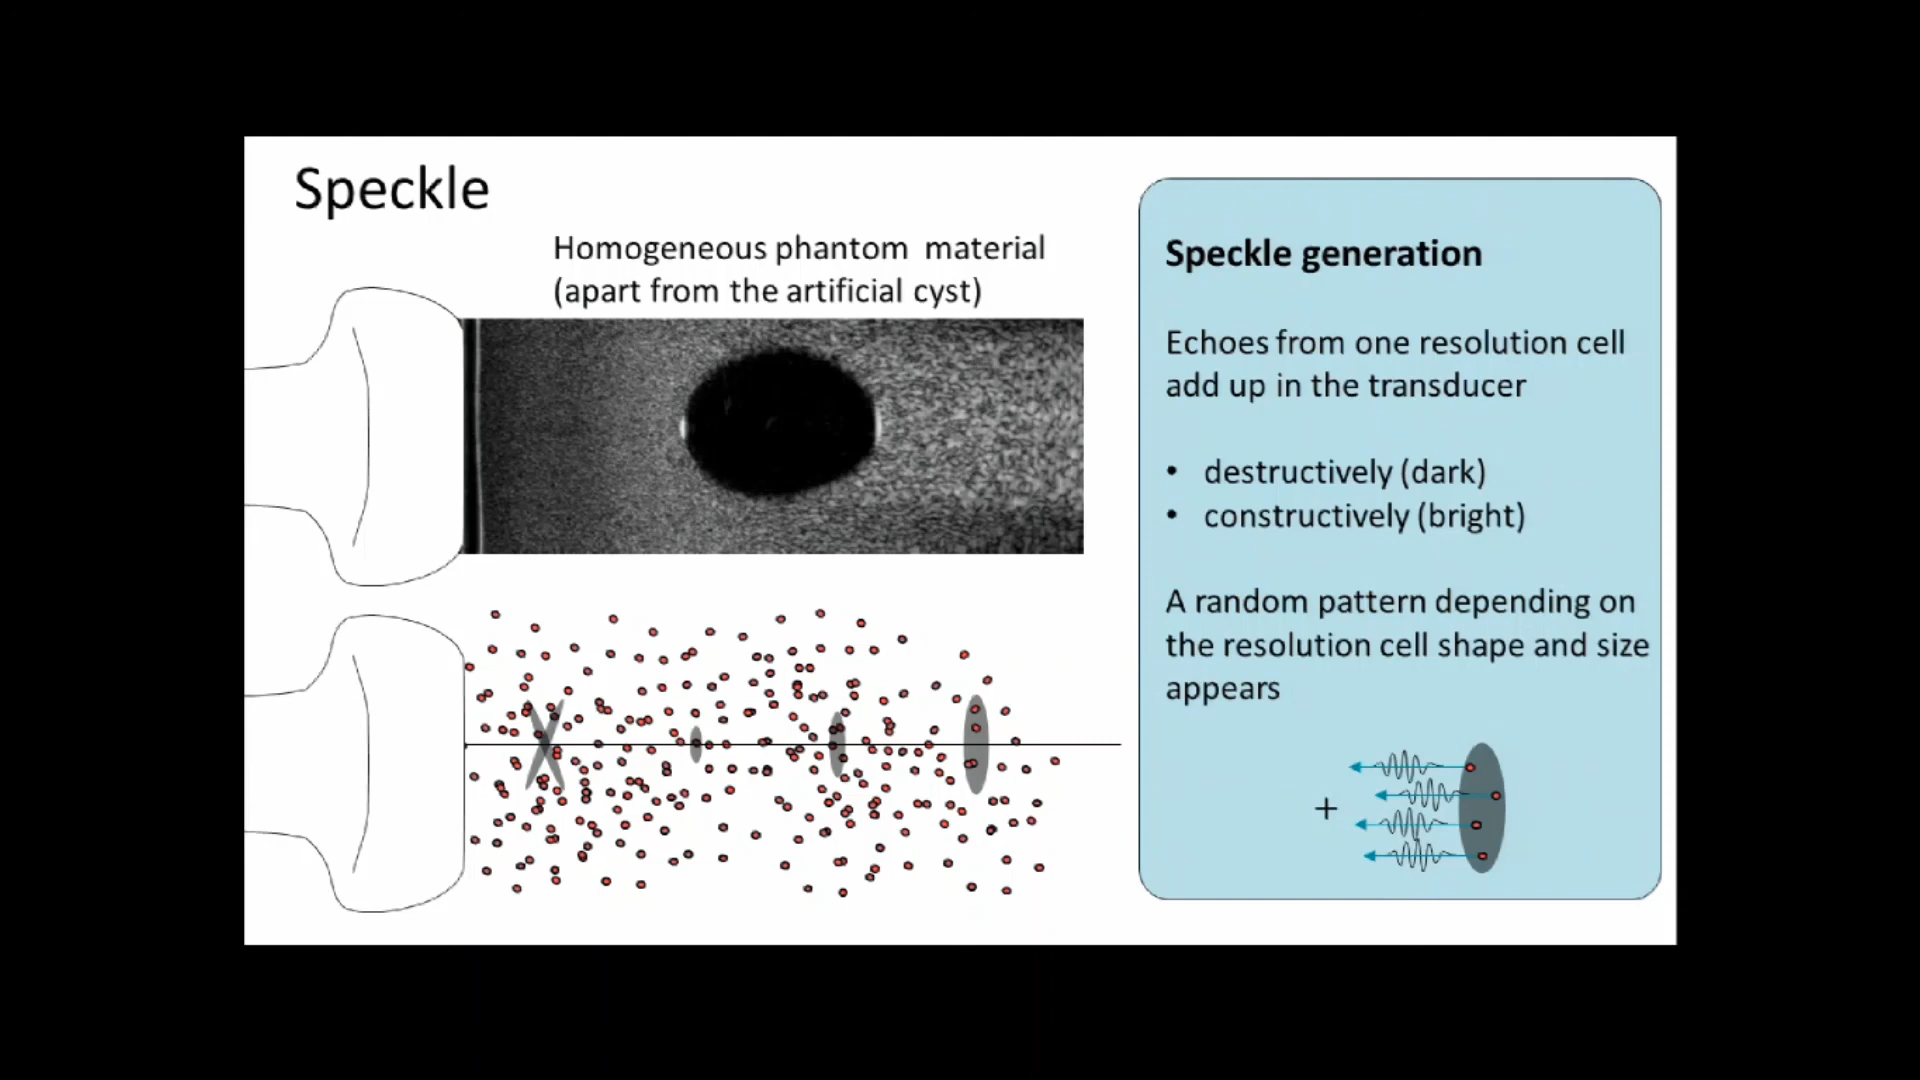 Speckle
Homogeneous phantom material
(apart from the artificial cyst)
Speckle generation
Echoes from one resolution cell
add up in the transducer
• destructively (dark)
• constructively (bright)
A random pattern depending on
the resolution cell shape and size
appears
+